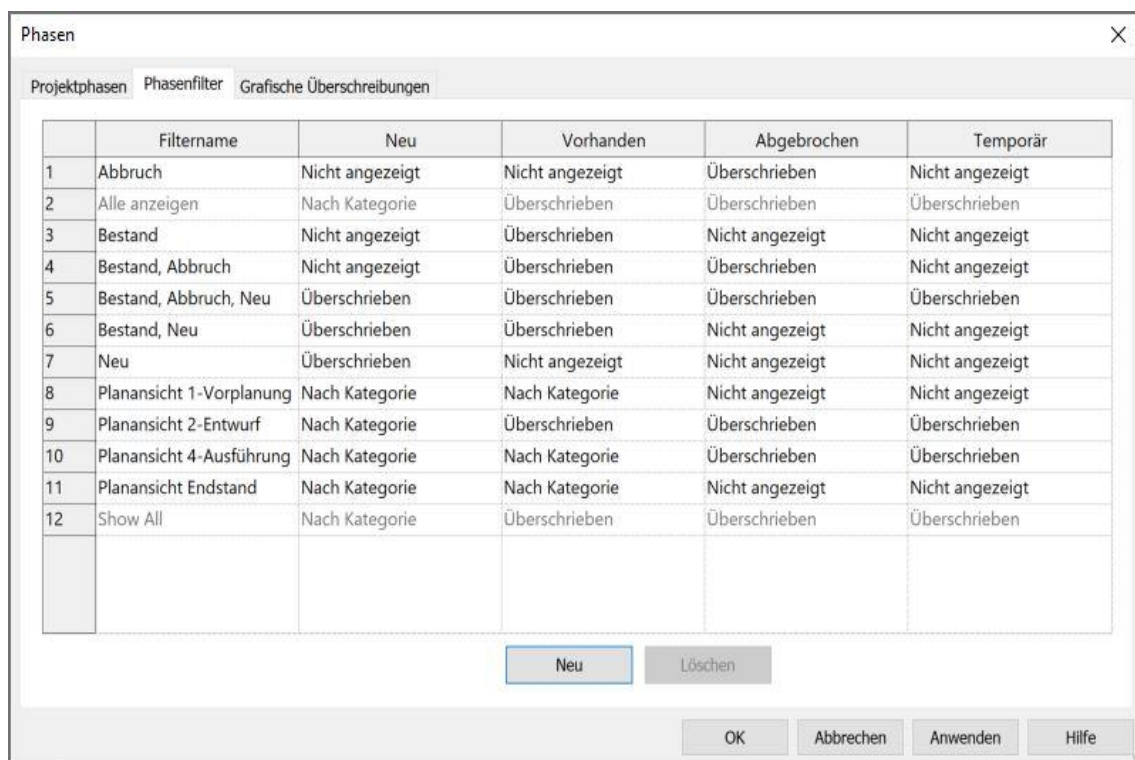 Phasen
Projektphasen Phasenfilter Grafische Überschreibungen
Filtername Neu Vorhanden Abgebrochen Temporär
1 Abbruch Nicht angezeigt Nicht angezeigt Überschrieben Nicht angezeigt
2 Alle anzeigen Nach Kategorie Überschrieben Überschrieben Überschrieben
3 Bestand Nicht angezeigt Überschrieben Nicht angezeigt Nicht angezeigt
4 Bestand, Abbruch Nicht angezeigt Überschrieben Überschrieben Nicht angezeigt
5 Bestand, Abbruch, Neu Überschrieben Überschrieben Überschrieben Überschrieben
6 Bestand, Neu Überschrieben Überschrieben Nicht angezeigt Nicht angezeigt
7 Neu Überschrieben Nicht angezeigt Nicht angezeigt Nicht angezeigt
8 Planansicht 1-Vorplanung Nach Kategorie Nach Kategorie Nicht angezeigt Nicht angezeigt
9 Planansicht 2-Entwurf Nach Kategorie Überschrieben Überschrieben Überschrieben
10 Planansicht 4-Ausführung Nach Kategorie Nach Kategorie Überschrieben Überschrieben
11 Planansicht Endstand Nach Kategorie Nach Kategorie Nicht angezeigt Nicht angezeigt
12 Show All Nach Kategorie Überschrieben Überschrieben Überschrieben
Neu Löschen
OK Abbrechen Anwenden Hilfe